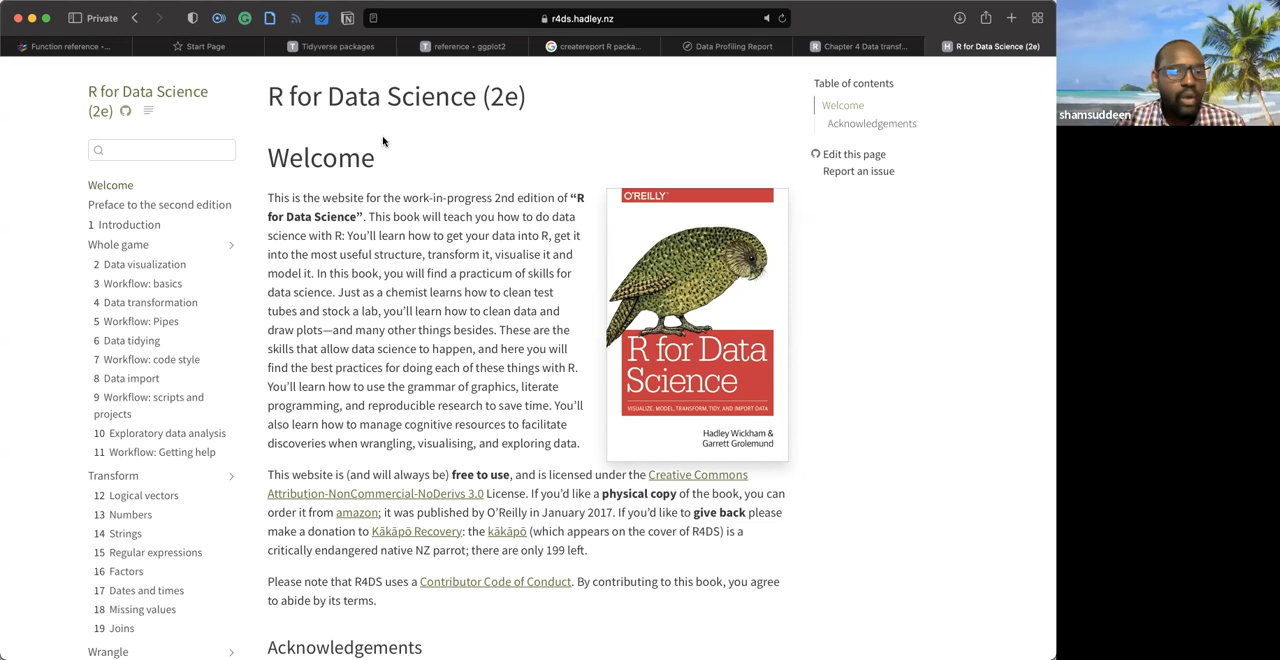 Private
r4ds.hadley.nz
Function reference •...
Start Page
Tidyverse packages
reference • ggplot2
createreport R packa...
Data Profiling Report
Chapter 4 Data transf...
R for Data Science (2e)
R for Data Science
(2e)
Welcome
Preface to the second edition
1 Introduction
Whole game
2 Data visualization
3 Workflow: basics
4 Data transformation
5 Workflow: Pipes
6 Data tidying
7 Workflow: code style
8 Data import
9 Workflow: scripts and
projects
10 Exploratory data analysis
11 Workflow: Getting help
Transform
12 Logical vectors
13 Numbers
14 Strings
15 Regular expressions
16 Factors
17 Dates and times
18 Missing values
19 Joins
Wrangle
R for Data Science (2e)
Welcome
This is the website for the work-in-progress 2nd edition of “R
for Data Science”. This book will teach you how to do data
science with R: You’ll learn how to get your data into R, get it
into the most useful structure, transform it, visualise it and
model it. In this book, you will find a practicum of skills for
data science. Just as a chemist learns how to clean test
tubes and stock a lab, you’ll learn how to clean data and
draw plots—and many other things besides. These are the
skills that allow data science to happen, and here you will
find the best practices for doing each of these things with R.
You’ll learn how to use the grammar of graphics, literate
programming, and reproducible research to save time. You’ll
also learn how to manage cognitive resources to facilitate
discoveries when wrangling, visualising, and exploring data.
O'REILLY
R for Data
Science
VISUALIZE, MODEL, TRANSFORM, TIDY, AND IMPORT DATA
Hadley Wickham &
Garrett Grolemund
This website is (and will always be) free to use, and is licensed under the Creative Commons
Attribution-NonCommercial-NoDerivs 3.0 License. If you’d like a physical copy of the book, you can
order it from amazon; it was published by O’Reilly in January 2017. If you’d like to give back please
make a donation to Kākāpō Recovery: the kākāpō (which appears on the cover of R4DS) is a
critically endangered native NZ parrot; there are only 199 left.
Please note that R4DS uses a Contributor Code of Conduct. By contributing to this book, you agree
to abide by its terms.
Acknowledgements
Table of contents
Welcome
Acknowledgements
Edit this page
Report an issue
shamsuddeen